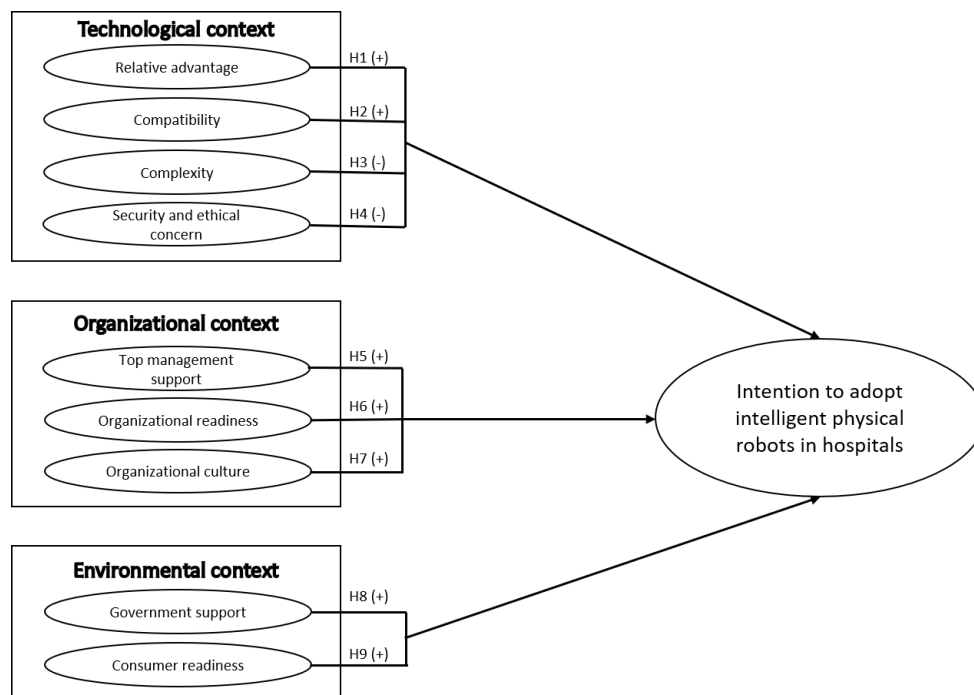 Technological context
Relative advantage
H1 (+)
Compatibility
H2 (+)
Complexity
H3 (-)
Security and ethical
concern
H4 (-)
Organizational context
Top management
support
H5 (+)
Organizational readiness
H6 (+)
Organizational culture
H7 (+)
Intention to adopt
intelligent physical
robots in hospitals
Environmental context
Government support
H8 (+)
Consumer readiness
H9 (+)